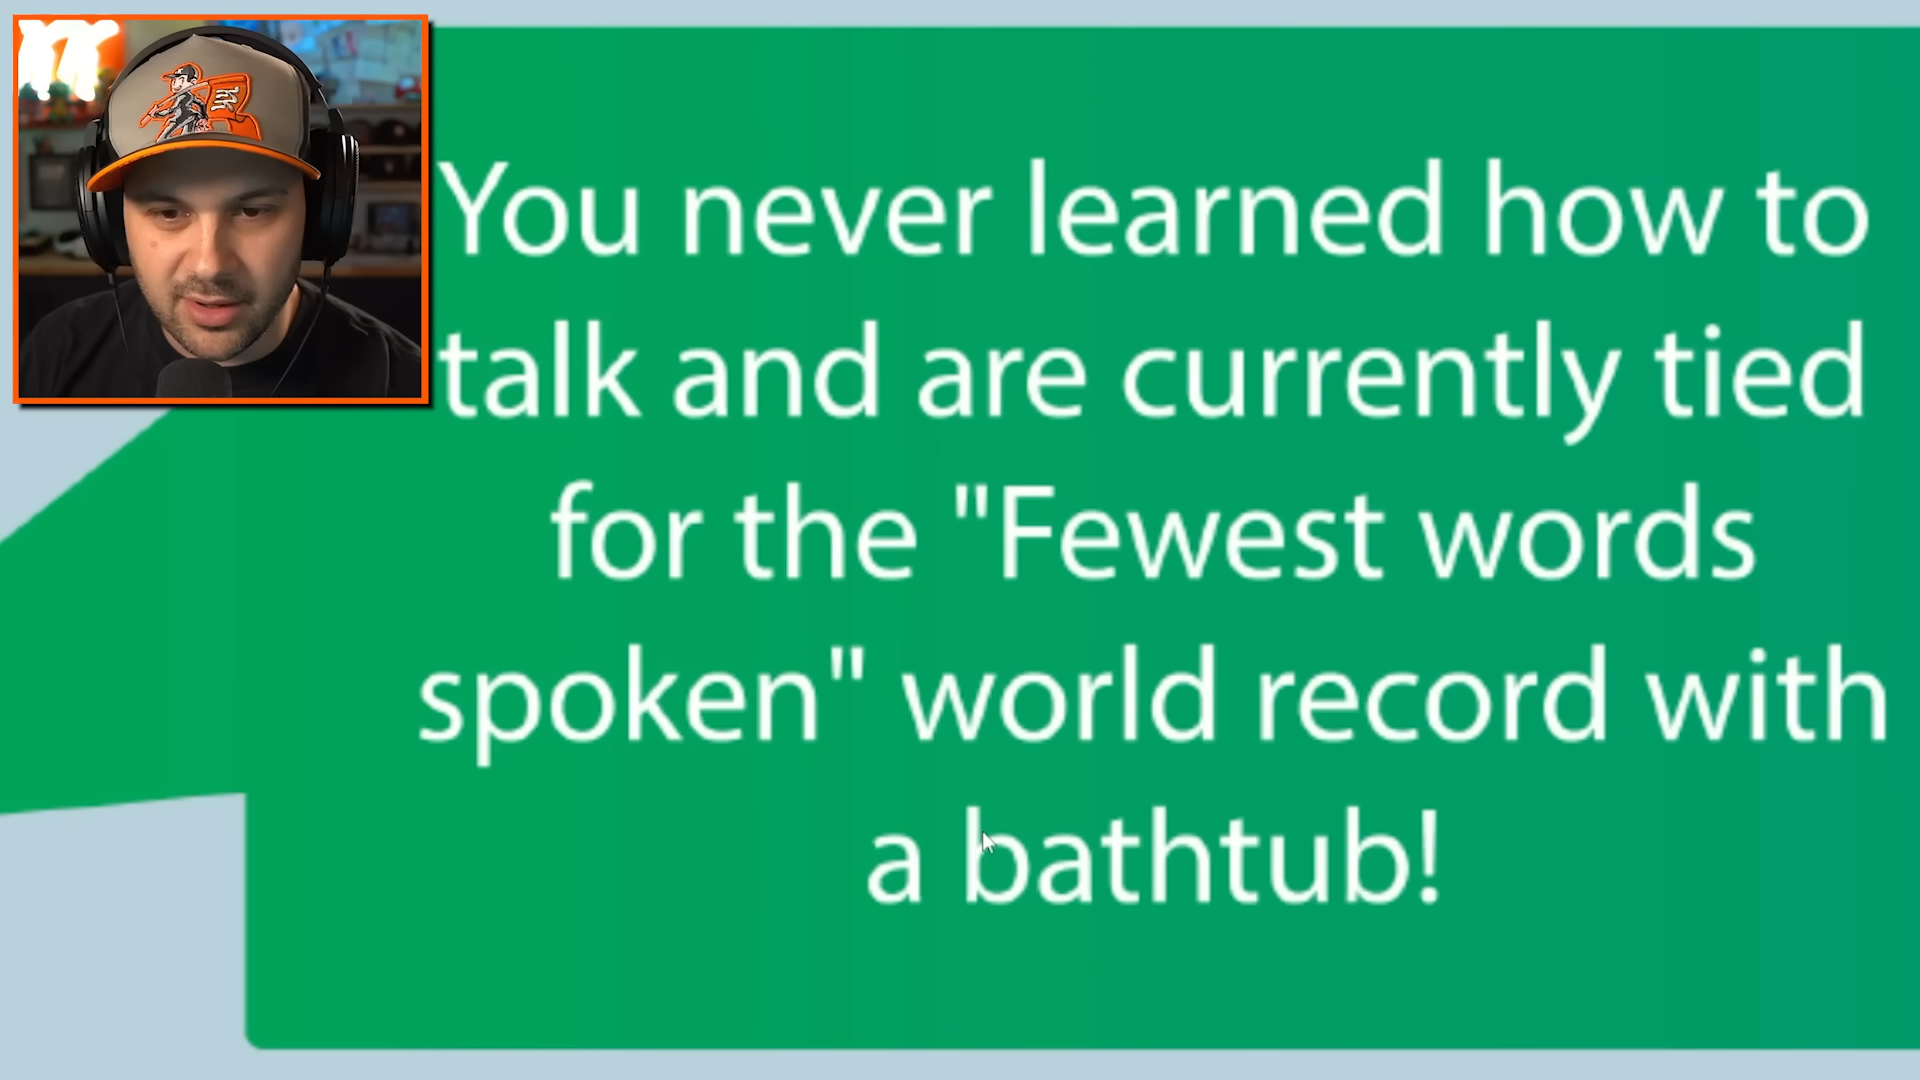 You never learned how to
talk and are currently tied
for the "Fewest words
spoken" world record with
a bathtub!